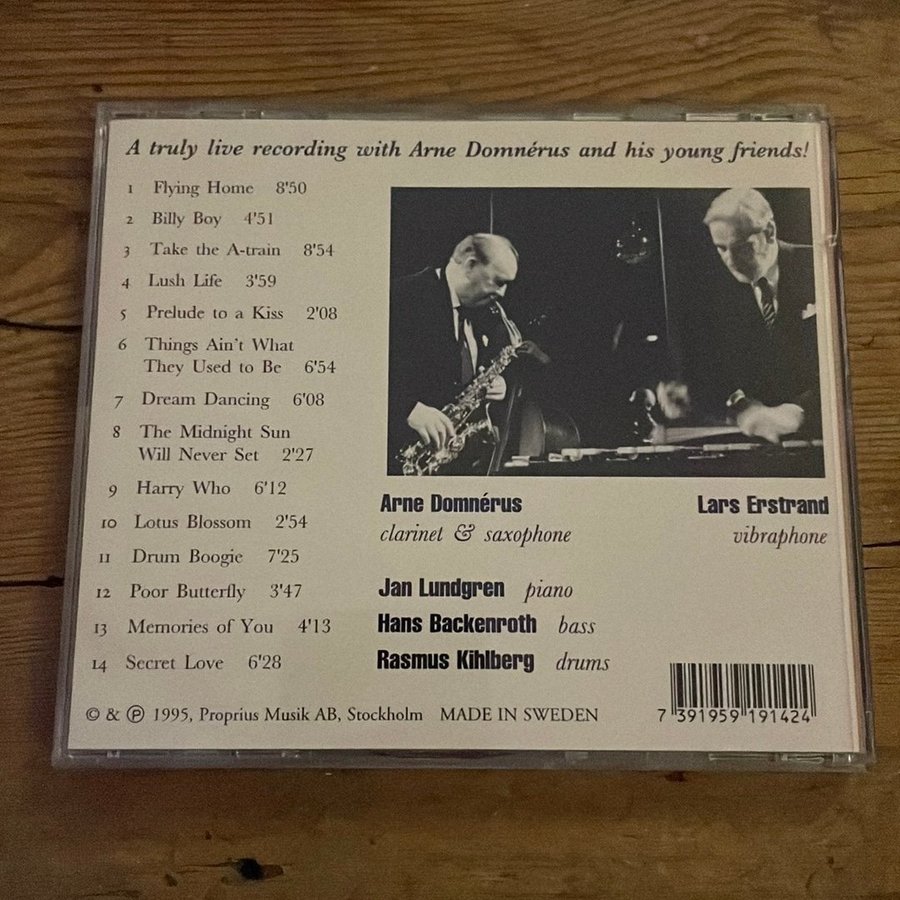 A truly live recording with Arne Domnérus and his young friends!
1 Flying Home 8'50
2 Billy Boy 4'51
3 Take the A-train 8'54
4 Lush Life 3'59
5 Prelude to a Kiss 2'08
6 Things Ain't What
They Used to Be 6'54
7 Dream Dancing 6'08
8 The Midnight Sun
Will Never Set 2'27
9 Harry Who 6'12
10 Lotus Blossom 2'54
11 Drum Boogie 7'25
12 Poor Butterfly 3'47
13 Memories of You 4'13
14 Secret Love 6'28
Arne Domnérus
clarinet & saxophone
Lars Erstrand
vibraphone
Jan Lundgren piano
Hans Backenroth bass
Rasmus Kihlberg drums
© & ℗ 1995, Proprius Musik AB, Stockholm MADE IN SWEDEN
7 391959 191424